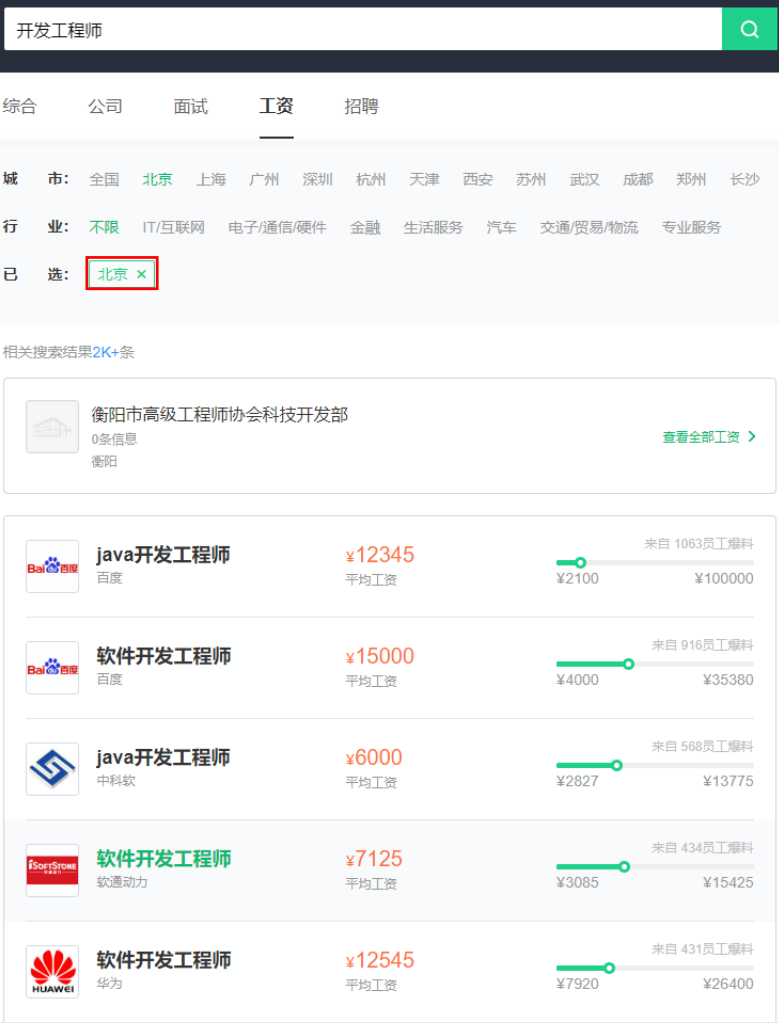 开发工程师
综合 公司 面试 工资 招聘
城 市： 全国 北京 上海 广州 深圳 杭州 天津 西安 苏州 武汉 成都 郑州 长沙
行 业： 不限 IT/互联网 电子/通信/硬件 金融 生活服务 汽车 交通/贸易/物流 专业服务
已 选： 北京 ×
相关搜索结果2K+条
衡阳市高级工程师协会科技开发部
0条信息
查看全部工资
衡阳
来自 1063员工爆料
Bai 百度 java开发工程师 ¥12345
百度 平均工资 ¥2100 ¥100000
来自 916员工爆料
Bai 百度 软件开发工程师 ¥15000
百度 平均工资 ¥4000 ¥35380
来自 568员工爆料
java开发工程师 ¥6000
中科软 平均工资 ¥2827 ¥13775
来自 434员工爆料
iSOFTSTONE 软件开发工程师 ¥7125
软通动力 平均工资 ¥3085 ¥15425
来自 431员工爆料
软件开发工程师 ¥12545
HUAWEI 华为 平均工资 ¥7920 ¥26400